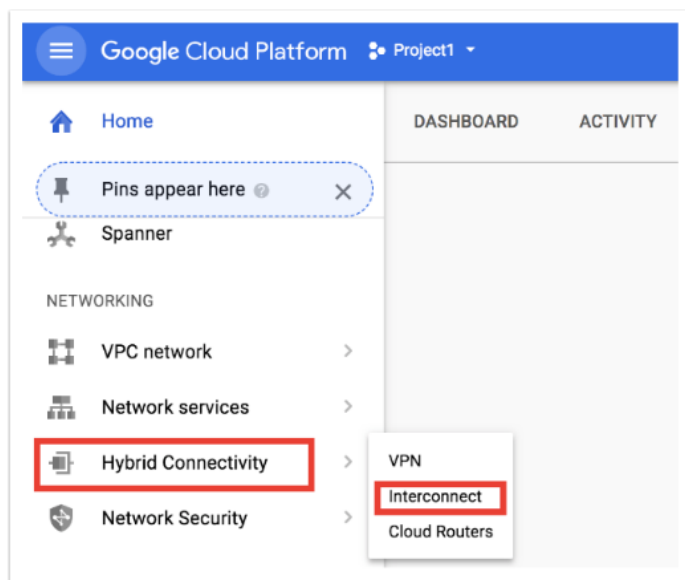 Google Cloud Platform Project1
Home
DASHBOARD ACTIVITY
Pins appear here
Spanner
NETWORKING
VPC network
Network services
Hybrid Connectivity
VPN
Interconnect
Network Security
Cloud Routers